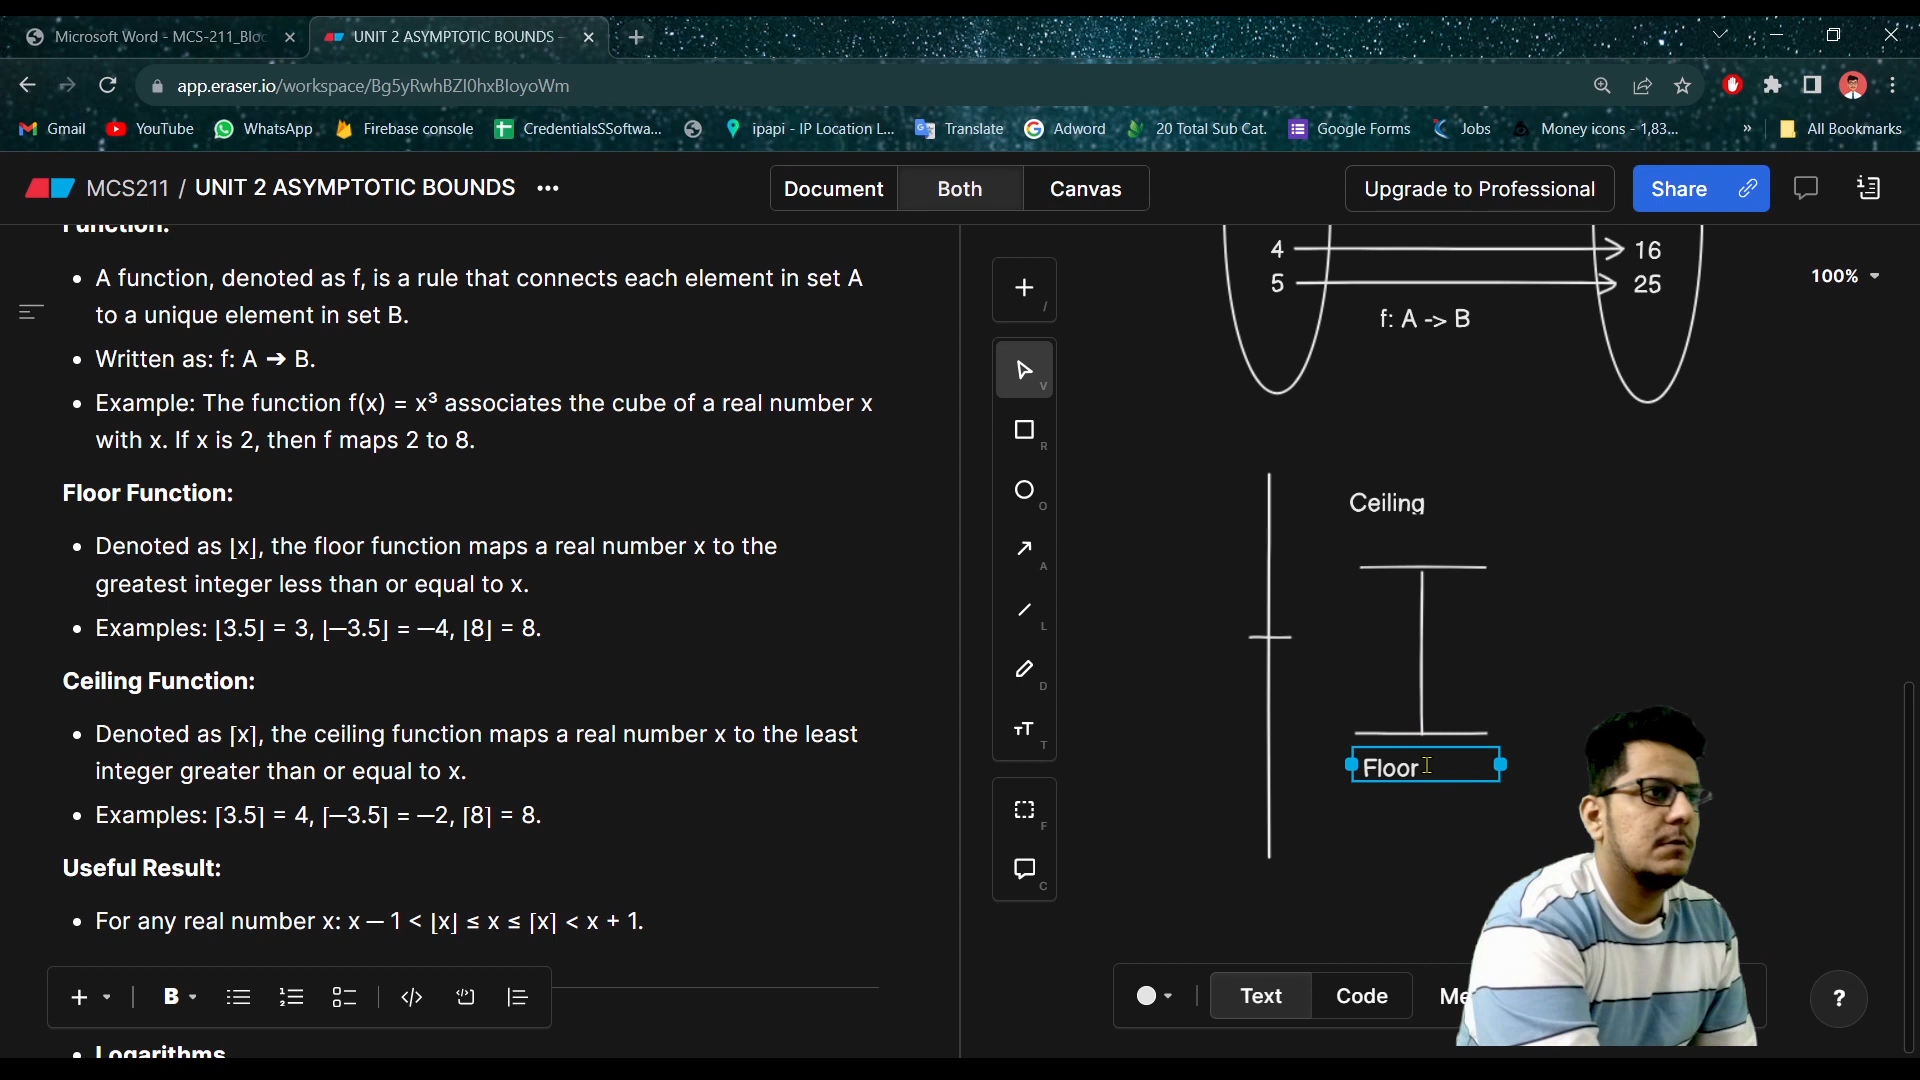 Microsoft Word - MCS-211_Bloc
UNIT 2 ASYMPTOTIC BOUNDS -
app.eraser.io/workspace/Bg5yRwhBZI0hxBIoyoWm
Gmail YouTube WhatsApp Firebase console CredentialsSSoftwa... ipapi - IP Location L... Translate Adword 20 Total Sub Cat. Google Forms Jobs Money icons - 1,83... » All Bookmarks
MCS211 / UNIT 2 ASYMPTOTIC BOUNDS •••
Document Both Canvas
Upgrade to Professional
Share
Function:
• A function, denoted as f, is a rule that connects each element in set A
to a unique element in set B.
• Written as: f: A ➔ B.
• Example: The function f(x) = x³ associates the cube of a real number x
with x. If x is 2, then f maps 2 to 8.
Floor Function:
• Denoted as ⌊x⌋, the floor function maps a real number x to the
greatest integer less than or equal to x.
• Examples: ⌊3.5⌋ = 3, ⌊—3.5⌋ = —4, ⌊8⌋ = 8.
Ceiling Function:
• Denoted as ⌈x⌉, the ceiling function maps a real number x to the least
integer greater than or equal to x.
• Examples: ⌈3.5⌉ = 4, ⌈—3.5⌉ = —2, ⌈8⌉ = 8.
Useful Result:
• For any real number x: x — 1 < ⌊x⌋ ≤ x ≤ ⌈x⌉ < x + 1.
+ B </>
• Logarithms
+
/
V
R
O
A
L
D
TT
T
F
C
4 16
5 25
f: A -> B
100%
Ceiling
Floor
Text Code
?